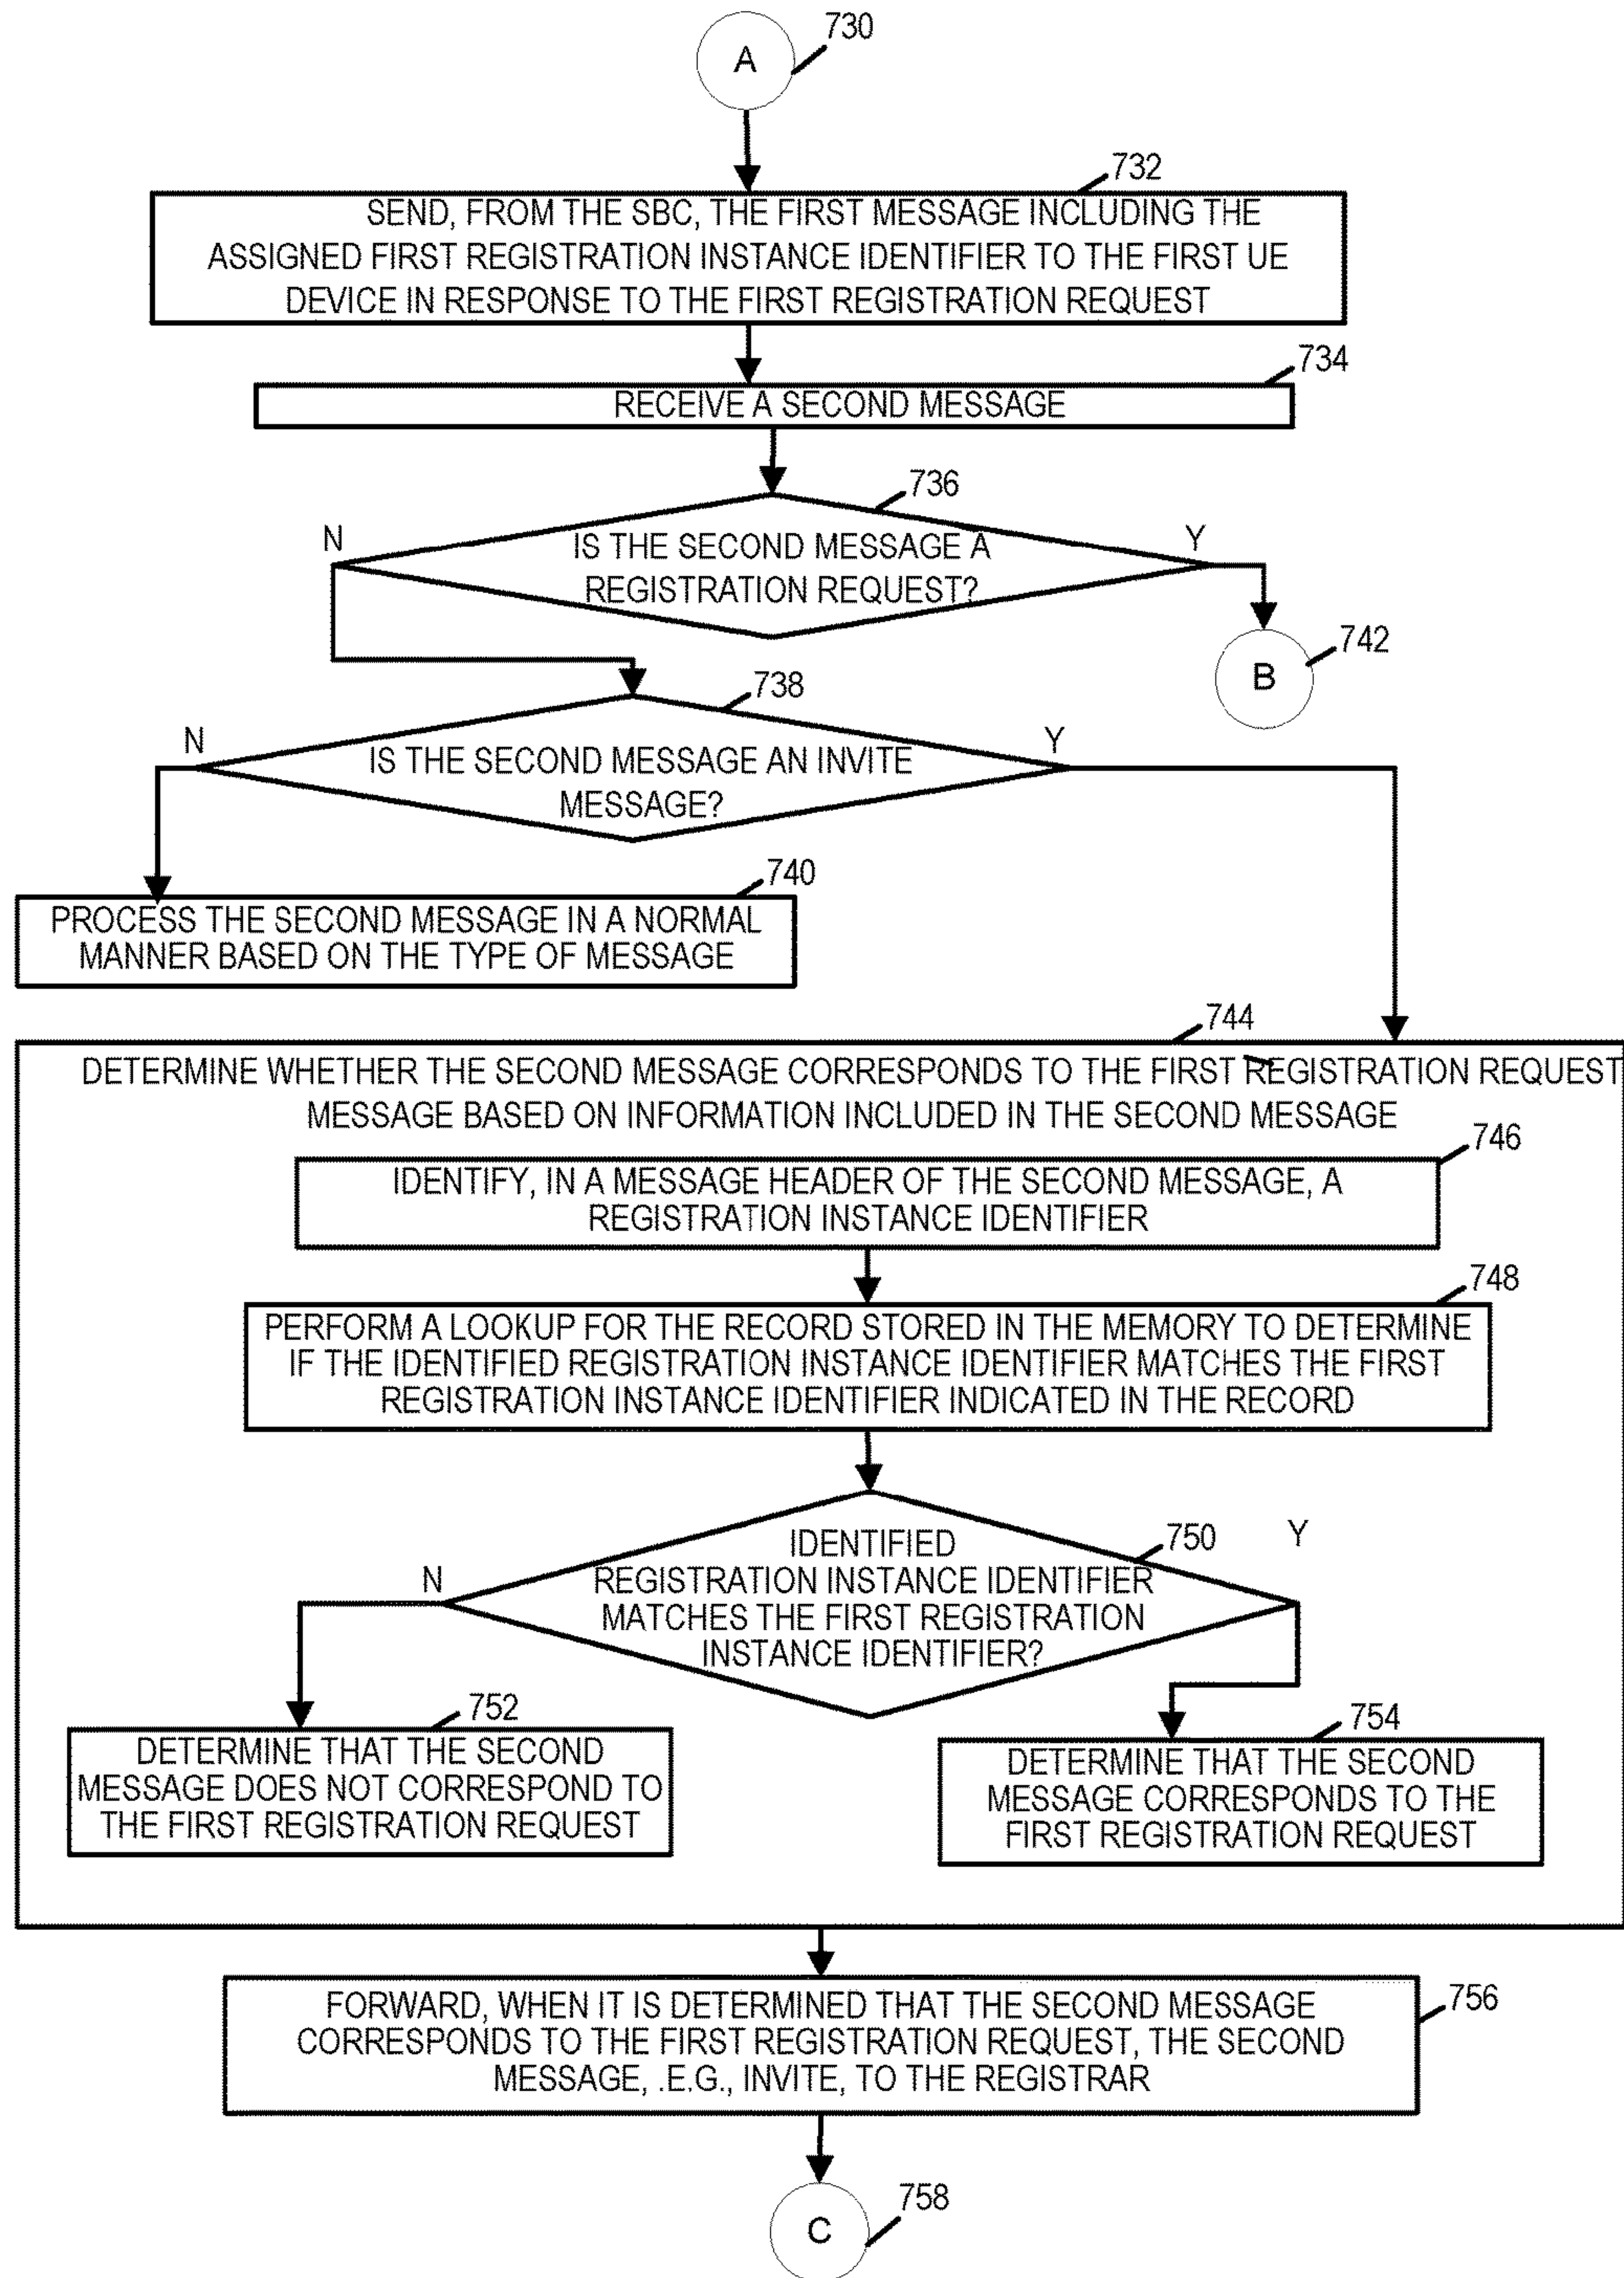 A
730
732
SEND, FROM THE SBC, THE FIRST MESSAGE INCLUDING THE
ASSIGNED FIRST REGISTRATION INSTANCE IDENTIFIER TO THE FIRST UE
DEVICE IN RESPONSE TO THE FIRST REGISTRATION REQUEST
734
RECEIVE A SECOND MESSAGE
736
N
Y
IS THE SECOND MESSAGE A
REGISTRATION REQUEST?
742
B
738
N
Y
IS THE SECOND MESSAGE AN INVITE
MESSAGE?
740
PROCESS THE SECOND MESSAGE IN A NORMAL
MANNER BASED ON THE TYPE OF MESSAGE
744
DETERMINE WHETHER THE SECOND MESSAGE CORRESPONDS TO THE FIRST REGISTRATION REQUEST
MESSAGE BASED ON INFORMATION INCLUDED IN THE SECOND MESSAGE
746
IDENTIFY, IN A MESSAGE HEADER OF THE SECOND MESSAGE, A
REGISTRATION INSTANCE IDENTIFIER
748
PERFORM A LOOKUP FOR THE RECORD STORED IN THE MEMORY TO DETERMINE
IF THE IDENTIFIED REGISTRATION INSTANCE IDENTIFIER MATCHES THE FIRST
REGISTRATION INSTANCE IDENTIFIER INDICATED IN THE RECORD
750
Y
N
IDENTIFIED
REGISTRATION INSTANCE IDENTIFIER
MATCHES THE FIRST REGISTRATION
INSTANCE IDENTIFIER?
752
DETERMINE THAT THE SECOND
MESSAGE DOES NOT CORRESPOND TO
THE FIRST REGISTRATION REQUEST
754
DETERMINE THAT THE SECOND
MESSAGE CORRESPONDS TO THE
FIRST REGISTRATION REQUEST
756
FORWARD, WHEN IT IS DETERMINED THAT THE SECOND MESSAGE
CORRESPONDS TO THE FIRST REGISTRATION REQUEST, THE SECOND
MESSAGE, .E.G., INVITE, TO THE REGISTRAR
758
C